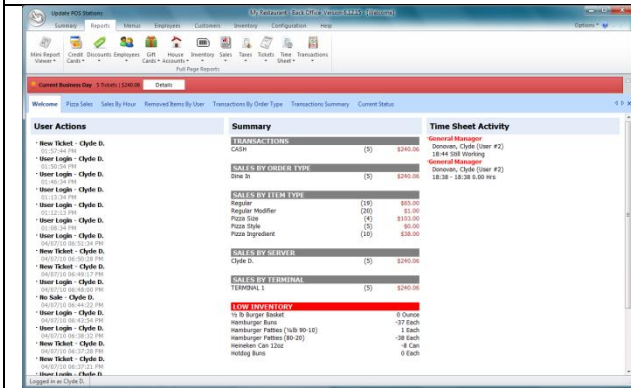 Update POS Stations
My Restaurant - Back Office Version 8.2.15 - [Welcome]
Summary Reports Menus Employees Customers Inventory Configuration Help
Options
Mini Report Viewer
Credit Cards
Discounts
Employees
Gift Cards
House Accounts
Inventory
Sales
Taxes
Tickets
Time Sheet
Transactions
Full Page Reports
Current Business Day 5 Tickets | $240.06 Details
Welcome Pizza Sales Sales By Hour Removed Items By User Transactions By Order Type Transactions Summary Current Status
User Actions
New Ticket - Clyde D.
01:57:44 PM
User Login - Clyde D.
01:50:54 PM
User Login - Clyde D.
01:46:34 PM
User Login - Clyde D.
01:13:34 PM
User Login - Clyde D.
01:12:13 PM
User Login - Clyde D.
01:08:34 PM
User Login - Clyde D.
04/07/10 06:51:34 PM
New Ticket - Clyde D.
04/07/10 06:50:28 PM
New Ticket - Clyde D.
04/07/10 06:49:17 PM
User Login - Clyde D.
04/07/10 06:48:00 PM
No Sale - Clyde D.
04/07/10 06:44:22 PM
User Login - Clyde D.
04/07/10 06:43:54 PM
User Login - Clyde D.
04/07/10 06:38:32 PM
New Ticket - Clyde D.
04/07/10 06:37:28 PM
New Ticket - Clyde D.
04/07/10 06:37:21 PM
User Login - Clyde D.
Summary
TRANSACTIONS
CASH (5) $240.06
SALES BY ORDER TYPE
Dine In (5) $240.06
SALES BY ITEM TYPE
Regular (19) $85.00
Regular Modifier (20) $1.00
Pizza Size (4) $103.00
Pizza Style (5) $0.00
Pizza Ingredient (10) $38.00
SALES BY SERVER
Clyde D. (5) $240.06
SALES BY TERMINAL
TERMINAL 1 (5) $240.06
LOW INVENTORY
½ lb Burger Basket 0 Ounce
Hamburger Buns -37 Each
Hamburger Patties (¼lb 90-10) 1 Each
Hamburger Patties (80-20) -38 Each
Heineken Can 12oz -8 Can
Hotdog Buns 0 Each
Time Sheet Activity
General Manager
Donovan, Clyde (User #2)
18:44 Still Working
General Manager
Donovan, Clyde (User #2)
18:38 - 18:38 0.00 Hrs
Logged in as Clyde D.